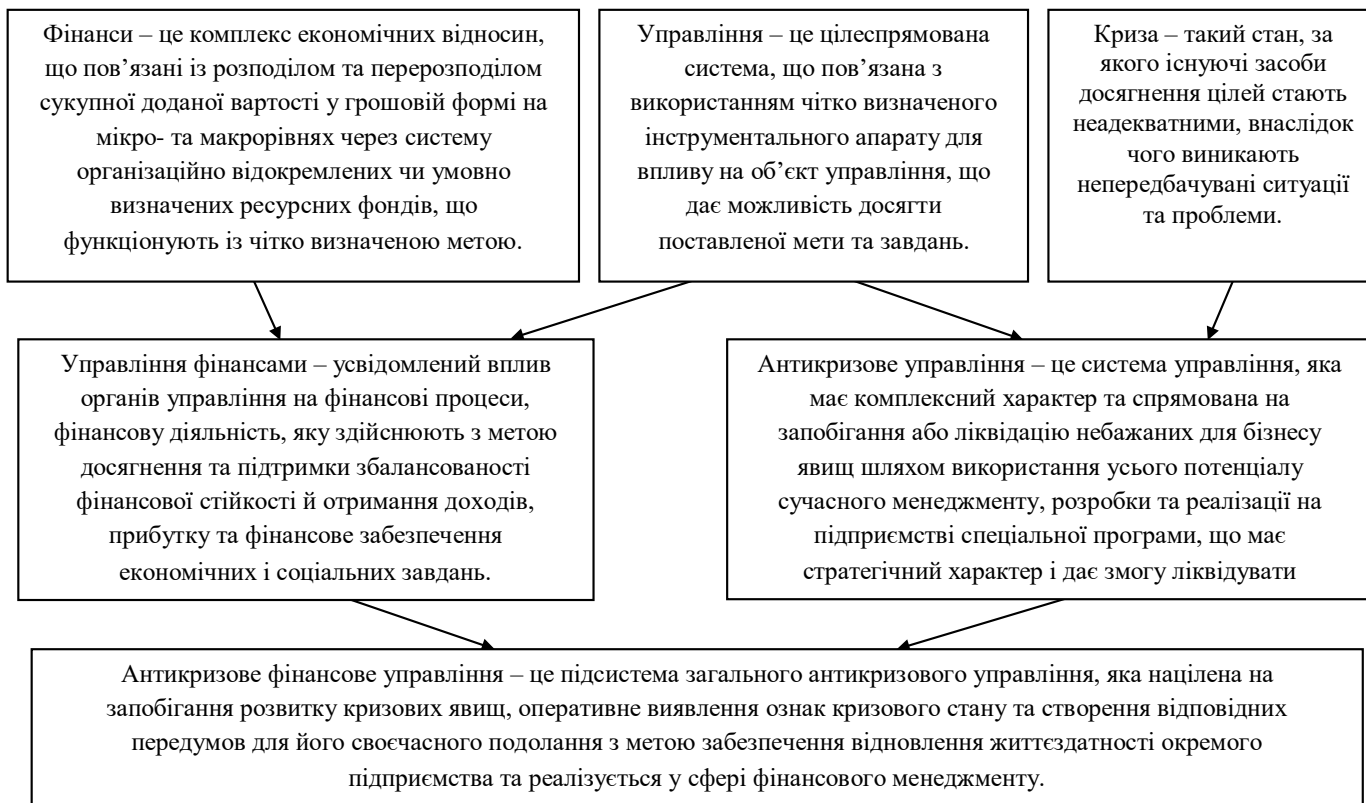 Фінанси – це комплекс економічних відносин,
що пов’язані із розподілом та перерозподілом
сукупної доданої вартості у грошовій формі на
мікро- та макрорівнях через систему
організаційно відокремлених чи умовно
визначених ресурсних фондів, що
функціонують із чітко визначеною метою.
Управління – це цілеспрямована
система, що пов’язана з
використанням чітко визначеного
інструментального апарату для
впливу на об’єкт управління, що
дає можливість досягти
поставленої мети та завдань.
Криза – такий стан, за
якого існуючі засоби
досягнення цілей стають
неадекватними, внаслідок
чого виникають
непередбачувані ситуації
та проблеми.
Управління фінансами – усвідомлений вплив
органів управління на фінансові процеси,
фінансову діяльність, яку здійснюють з метою
досягнення та підтримки збалансованості
фінансової стійкості й отримання доходів,
прибутку та фінансове забезпечення
економічних і соціальних завдань.
Антикризове управління – це система управління, яка
має комплексний характер та спрямована на
запобігання або ліквідацію небажаних для бізнесу
явищ шляхом використання усього потенціалу
сучасного менеджменту, розробки та реалізації на
підприємстві спеціальної програми, що має
стратегічний характер і дає змогу ліквідувати
Антикризове фінансове управління – це підсистема загального антикризового управління, яка націлена на
запобігання розвитку кризових явищ, оперативне виявлення ознак кризового стану та створення відповідних
передумов для його своєчасного подолання з метою забезпечення відновлення життєздатності окремого
підприємства та реалізується у сфері фінансового менеджменту.